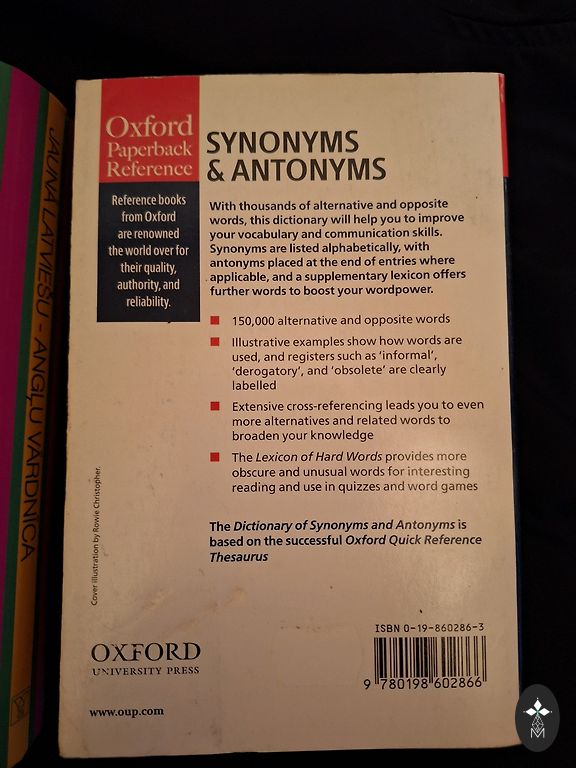 JAUNA LATVIEŠU - ANGĻU VĀRDNĪCA
Oxford
Paperback
Reference
Reference books
from Oxford
are renowned
the world over for
their quality,
authority, and
reliability.
SYNONYMS
& ANTONYMS
With thousands of alternative and opposite
words, this dictionary will help you to improve
your vocabulary and communication skills.
Synonyms are listed alphabetically, with
antonyms placed at the end of entries where
applicable, and a supplementary lexicon offers
further words to boost your wordpower.
150,000 alternative and opposite words
Illustrative examples show how words are
used, and registers such as ‘informal’,
‘derogatory’, and ‘obsolete’ are clearly
labelled
Extensive cross-referencing leads you to even
more alternatives and related words to
broaden your knowledge
The Lexicon of Hard Words provides more
obscure and unusual words for interesting
reading and use in quizzes and word games
The Dictionary of Synonyms and Antonyms is
based on the successful Oxford Quick Reference
Thesaurus
Cover illustration by Rowie Christopher.
OXFORD
UNIVERSITY PRESS
www.oup.com
ISBN 0-19-860286-3
9 780198 602866